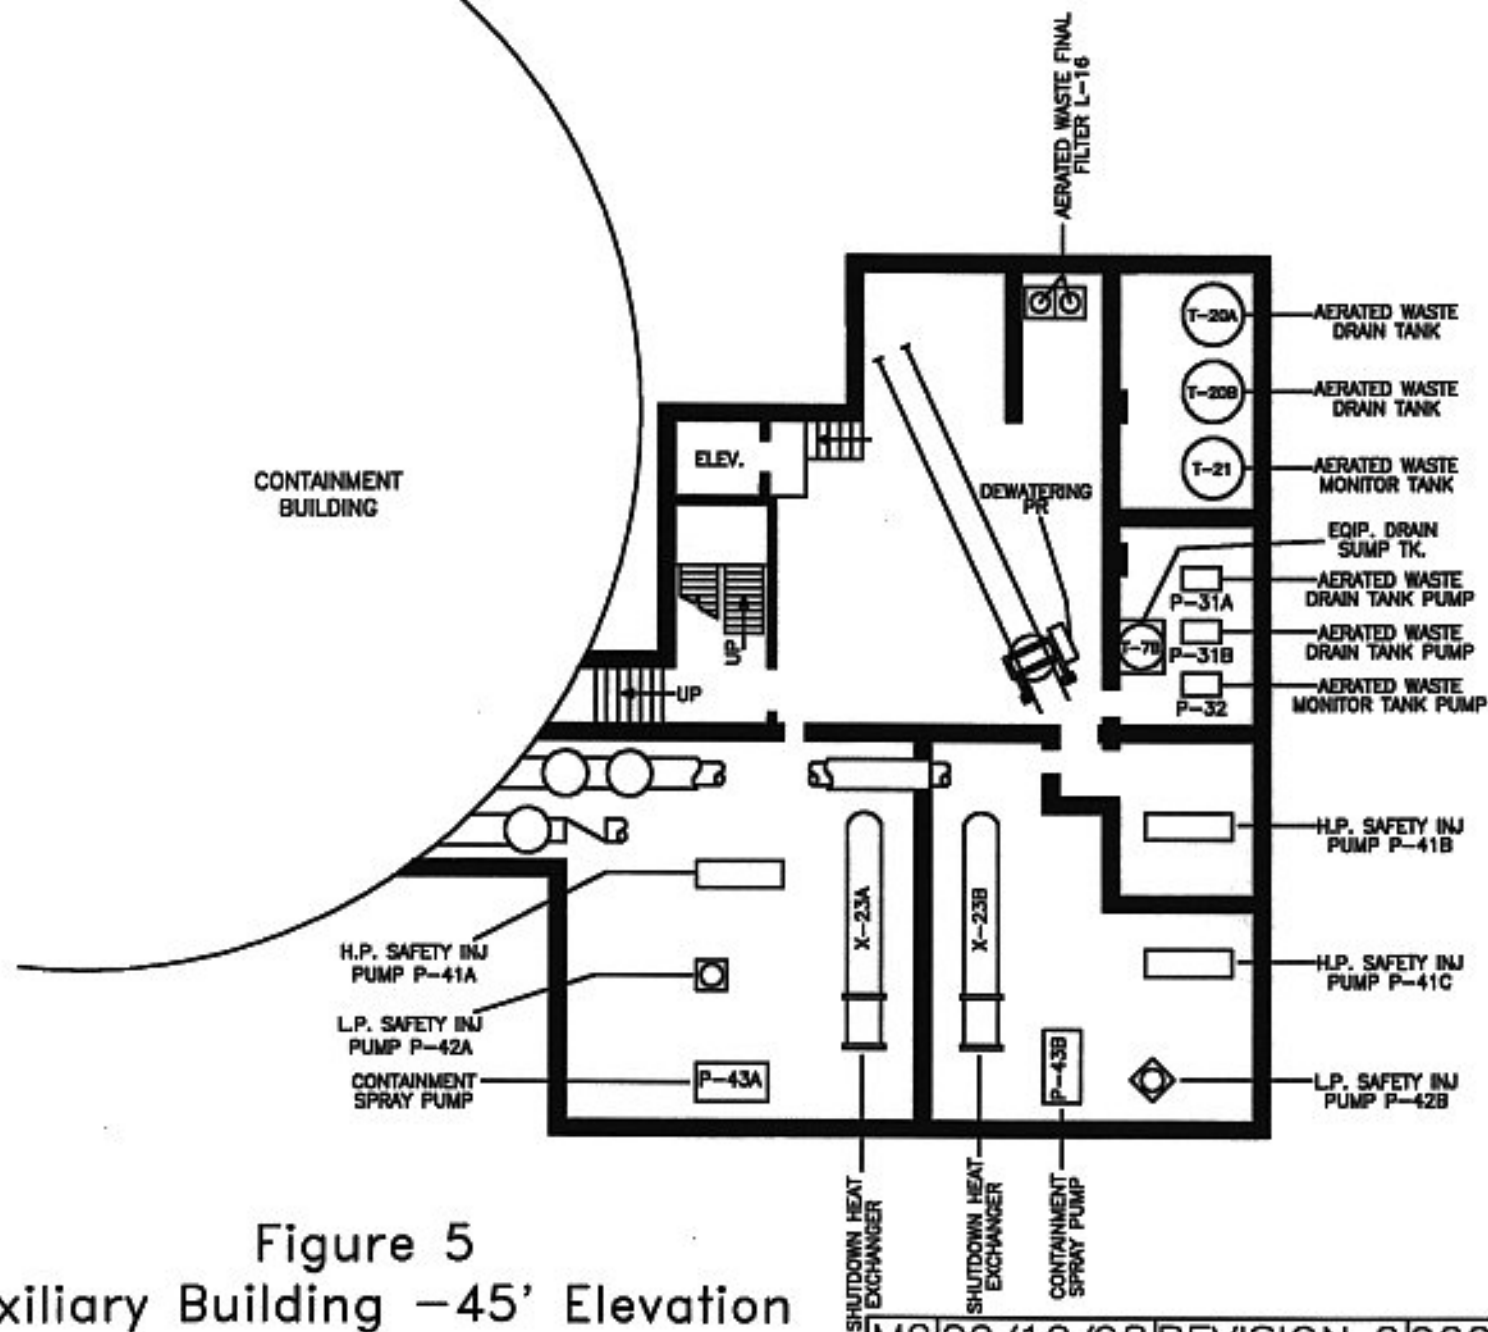 AERATED WASTE FINAL
FILTER L-16
T-20A
AERATED WASTE
DRAIN TANK
T-20B
AERATED WASTE
DRAIN TANK
T-21
AERATED WASTE
MONITOR TANK
ELEV.
CONTAINMENT
BUILDING
DEWATERING
PR
EQIP. DRAIN
SUMP TK.
AERATED WASTE
DRAIN TANK PUMP
P-31A
AERATED WASTE
DRAIN TANK PUMP
P-31B
T-7B
AERATED WASTE
MONITOR TANK PUMP
P-32
UP
UP
H.P. SAFETY INJ
PUMP P-41B
X-23A
X-23B
H.P. SAFETY INJ
PUMP P-41A
H.P. SAFETY INJ
PUMP P-41C
L.P. SAFETY INJ
PUMP P-42A
CONTAINMENT
SPRAY PUMP
P-43A
P-43B
L.P. SAFETY INJ
PUMP P-42B
SHUTDOWN HEAT
EXCHANGER
SHUTDOWN HEAT
EXCHANGER
CONTAINMENT
SPRAY PUMP
Figure 5
xiliary Building -45' Elevation